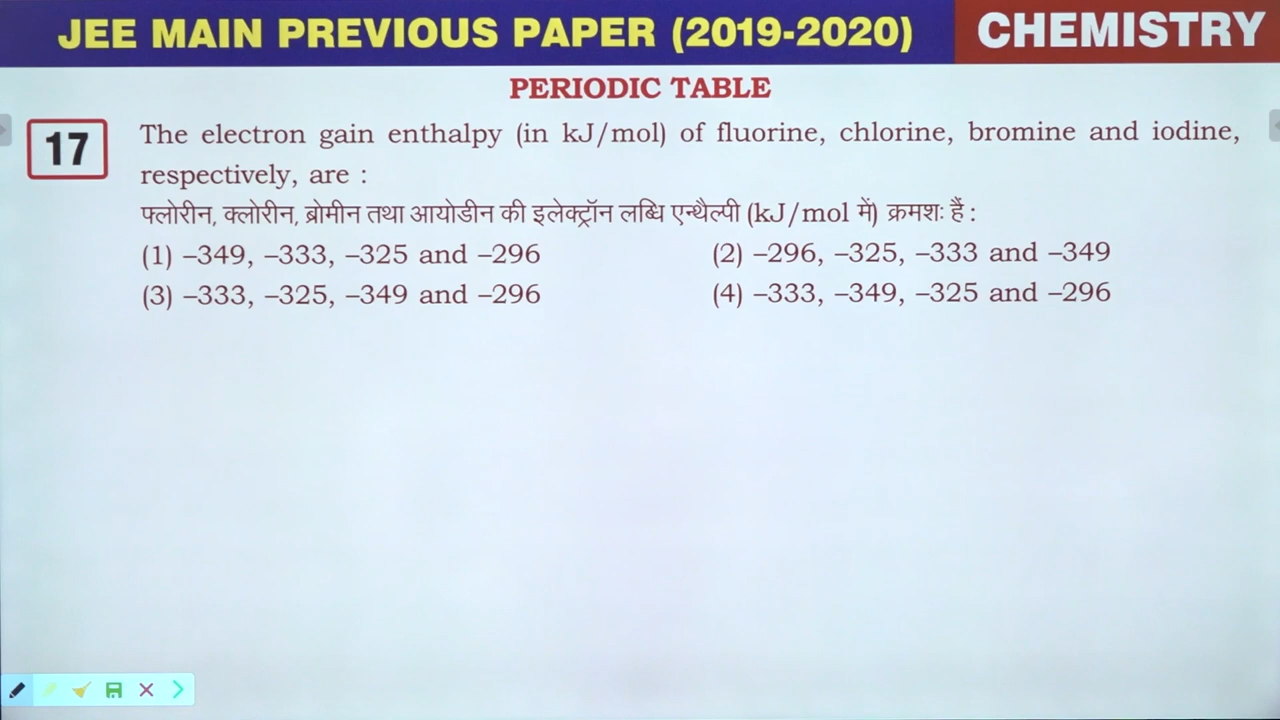 JEE MAIN PREVIOUS PAPER (2019-2020) CHEMISTRY
PERIODIC TABLE
17 The electron gain enthalpy (in kJ/mol) of fluorine, chlorine, bromine and iodine,
respectively, are :
फ्लोरीन, क्लोरीन, ब्रोमीन तथा आयोडीन की इलेक्ट्रॉन लब्धि एन्थैल्पी (kJ/mol में) क्रमशः हैं :
(1) –349, –333, –325 and –296 (2) –296, –325, –333 and –349
(3) –333, –325, –349 and –296 (4) –333, –349, –325 and –296